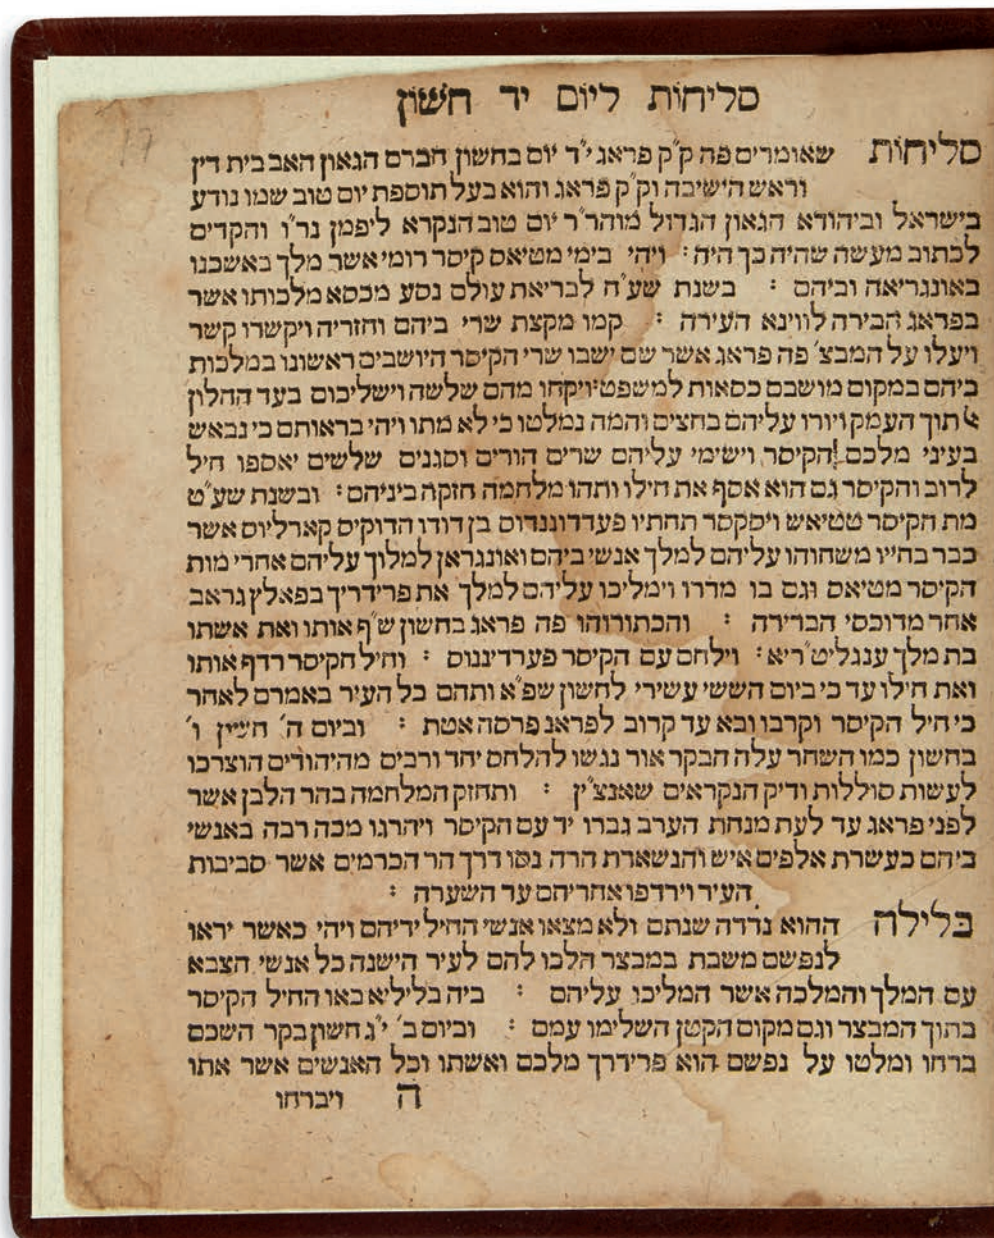 סליחות ליום יד חשון
סליחות שאומרים פה ק"ק פראג י"ד יום בחשון חברם הגאון האב בית דין
וראש הישיבה וק"ק פראג והוא בעל תוספת יום טוב שמו נודע
בישראל וביהודא הגאון הגדול מוהר"ר יום טוב הנקרא ליפמן נר"ו והקדים
לכתוב מעשה שהיה כך היה : ויהי בימי מטיאס קיסר רומי אשר מלך באשכנז
באונגריאה וביהם : בשנת שע"ח לבריאת עולם נסע מכסא מלכותו אשר
בפראג הבירה לווינא העירה : קמו מקצת שרי ביהם וחזריה ויקשרו קשר
ויעלו על המבצ' פה פראג אשר שם ישבו שרי הקיסר היושבים ראשונו במלכות
ביהם במקום מושבם כסאות למשפט : ויקחו מהם שלשה וישליכום בעד החלון
לתוך העמק ויורו עליהם בחצים והמה נמלטו כי לא מתו ויהי בראותם כי נבאש
בעיני מלכם הקיסר וישימי עליהם שרים הורים וסגנים שלשים יאספו חיל
לרוב והקיסר גם הוא אסף את חילו ותהו מלחמה חזקה ביניהם : ובשנת שע"ט
מת הקיסר טטיאש ויסקסר תחתיו פעדדוננדוס בן דודו הדוקיס קארליוס אשר
כבר בחייו משחוהו עליהם למלך אנשי ביהם ואונגראן למלוך עליהם אחרי מות
הקיסר מטיאס וגם בו מדרו וימליכו עליהם למלך את פרידריך בפאלץ גראב
אחר מדוכסי הברירה : והכתורוהו פה פראג בחשון ש"ף אותו ואת אשתו
בת מלך ענגליט"ריא : וילחם עם הקיסר פערדיננוס : וחיל הקיסר רדף אותו
ואת חילו עד כי ביום הששי עשירי לחשון שפ"א ותהם כל העיר באמרם לאחר
כי חיל הקיסר וקרבו ובא עד קרוב לפראג פרסה אטת : וביום ה' חצין ו'
בחשון כמו השחר עלה הבקר אור נגשו להלחם יחד ורבים מהיהודים הוצרכו
לעשות סוללות ודיק הנקראים שאנצ"ין : ותחזק המלחמה בהר הלבן אשר
לפני פראג עד לעת מנחת הערב גברו יד עם הקיסר ויהרגו מכה רבה באנשי
ביהם כעשרת אלפים איש והנשארת הרה נסו דרך הר הכרמים אשר סביבות
העיר וירדפו אחריהם עד השערה :
בלילה ההוא נדדה שנתם ולא מצאו אנשי החיל ידיהם ויהי כאשר יראו
לנפשם משבת במבצר הלכו להם לעיר הישנה כל אנשי הצבא
עם המלך והמלכה אשר המליכו עליהם : ביה בליליא באו החיל הקיסר
בתוך המבצר וגם מקום הקטן השלימו עמם : וביום ב' י"ג חשון בקר השכם
ברחו ומלטו על נפשם הוא פרידרך מלכם ואשתו וכל האנשים אשר אתו
ה ויברחו